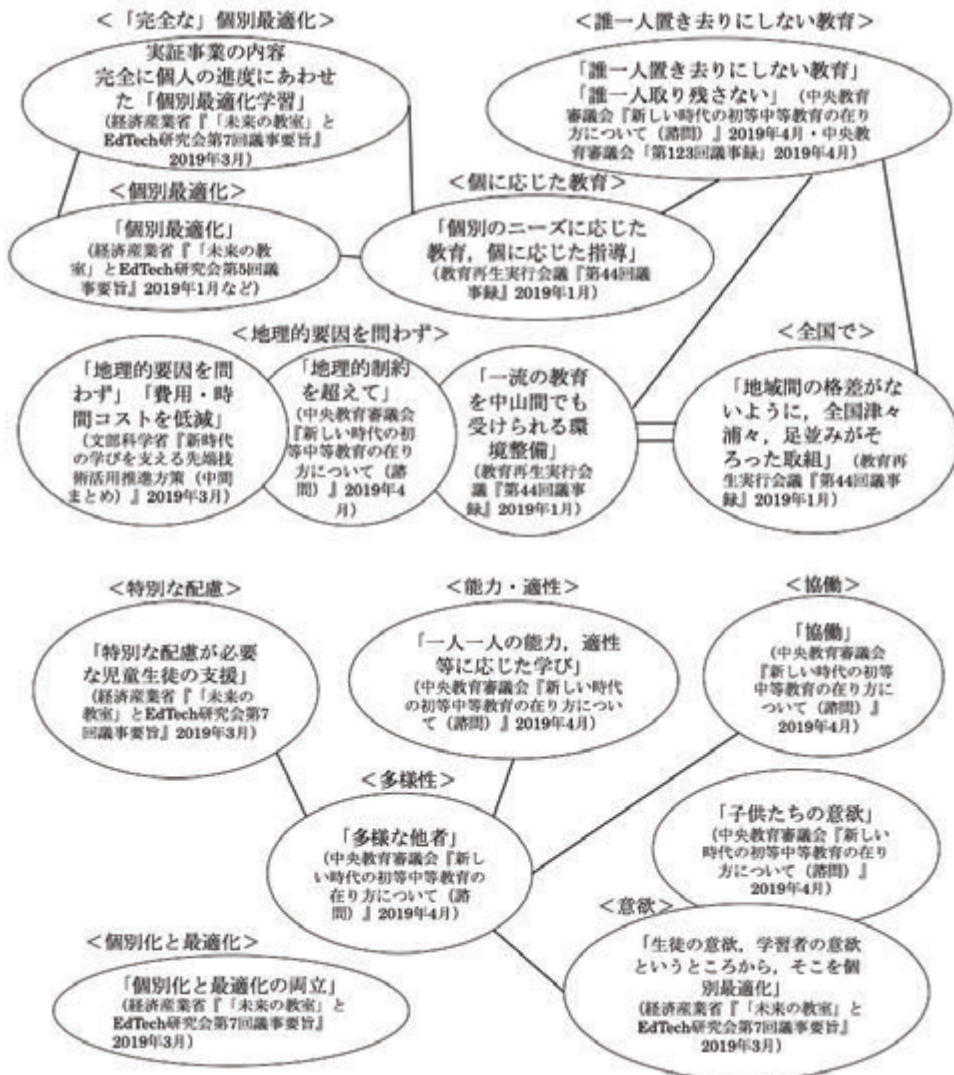 ＜「完全な」個別最適化＞
実証事業の内容
完全に個人の進度にあわせ
た「個別最適化学習」
(経済産業省『「未来の教室」と
EdTech研究会第7回議事要旨』
2019年3月)
＜誰一人置き去りにしない教育＞
「誰一人置き去りにしない教育」
「誰一人取り残さない」(中央教育
審議会『新しい時代の初等中等教育の在り
方について(諮問)』2019年4月・中央教
育審議会「第123回議事録」2019年4月)
＜個別最適化＞
「個別最適化」
(経済産業省『「未来の教
室」とEdTech研究会第5回議
事要旨』2019年1月など)
＜個に応じた教育＞
「個別のニーズに応じた
教育，個に応じた指導」
(教育再生実行会議『第44回議
事録』2019年1月)
＜地理的要因を問わず＞
「地理的要因を問
わず」「費用・時
間コストを低減」
(文部科学省『新時代
の学びを支える先端技
術活用推進方策（中間
まとめ）』2019年3月)
「地理的制約
を超えて」
(中央教育審議会
『新しい時代の初
等中等教育の在り
方について（諮
問）』2019年4
月)
「一流の教育
を中山間でも
受けられる環
境整備」
(教育再生実行会
議『第44回議事
録』2019年1月)
＜全国で＞
「地域間の格差がな
いように，全国津々
浦々，足並みがそ
ろった取組」(教育再
生実行会議『第44回議事
録』2019年1月)
＜特別な配慮＞
「特別な配慮が必要
な児童生徒の支援」
(経済産業省『「未来の
教室」とEdTech研究会第7
回議事要旨』2019年3月)
＜能力・適性＞
「一人一人の能力，適性
等に応じた学び」
(中央教育審議会『新しい時代
の初等中等教育の在り方につい
て（諮問）』2019年4月)
＜協働＞
「協働」
(中央教育審議会
『新しい時代の初等
中等教育の在り方に
ついて（諮問）』
2019年4月)
＜多様性＞
「多様な他者」
(中央教育審議会『新し
い時代の初等中等教育の
在り方について（諮
問）』2019年4月)
「子供たちの意欲」
(中央教育審議会『新しい
時代の初等中等教育の在り
方について（諮問）』
2019年4月)
＜意欲＞
「生徒の意欲，学習者の意欲
というところから，そこを個
別最適化」
(経済産業省『「未来の教室」と
EdTech研究会第7回議事要旨』
2019年3月)
＜個別化と最適化＞
「個別化と最適化の両立」
(経済産業省『「未来の教室」と
EdTech研究会第7回議事要旨』
2019年3月)